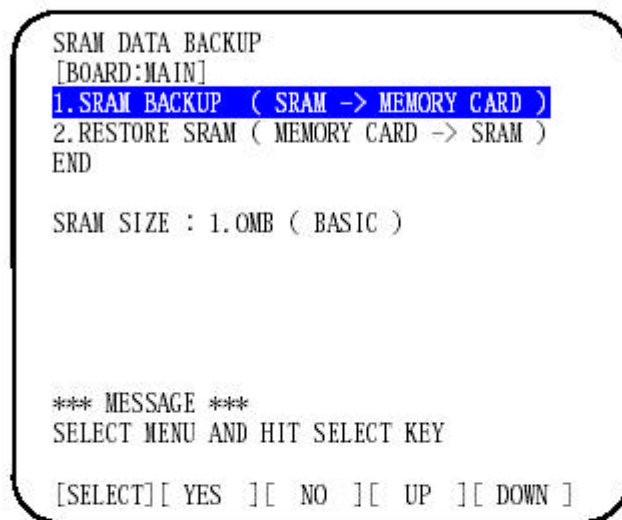 SRAM DATA BACKUP
[BOARD:MAIN]
1.SRAM BACKUP ( SRAM -> MEMORY CARD )
2.RESTORE SRAM ( MEMORY CARD -> SRAM )
END
SRAM SIZE : 1.0MB ( BASIC )
*** MESSAGE ***
SELECT MENU AND HIT SELECT KEY
[SELECT][ YES ][ NO ][ UP ][ DOWN ]